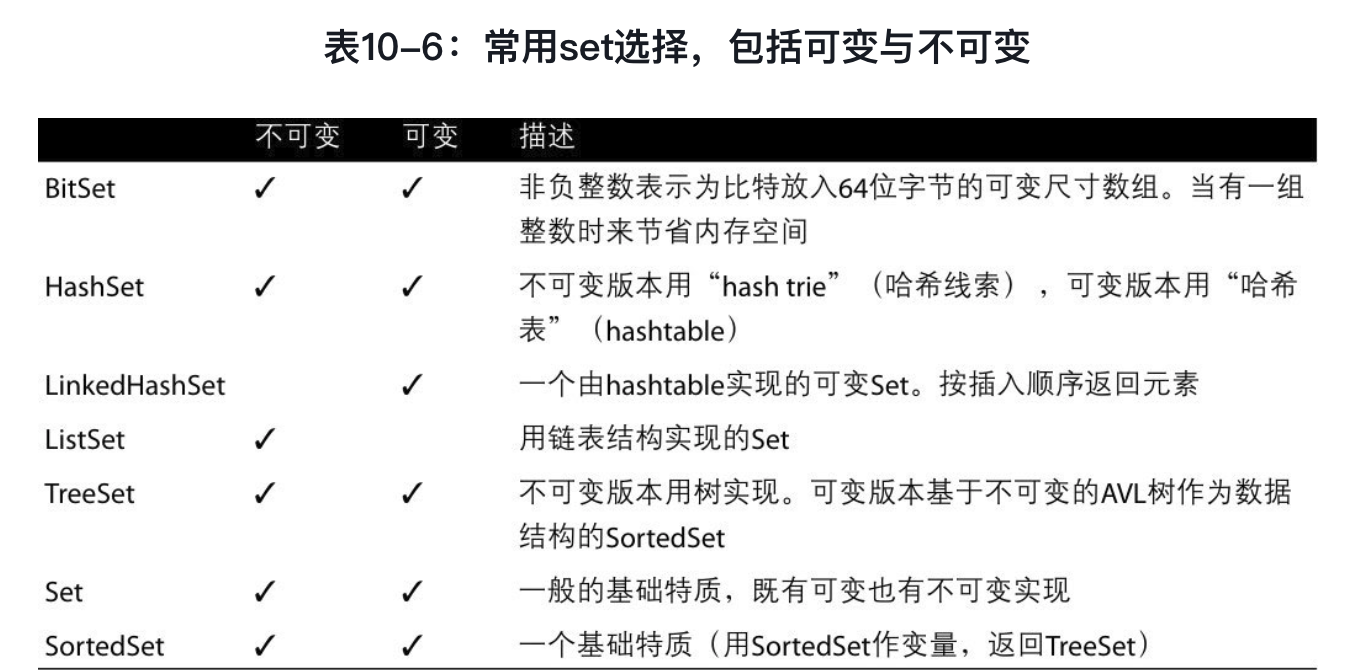 表10–6：常用set选择，包括可变与不可变
不可变 可变 描述
BitSet ✓ ✓ 非负整数表示为比特放入64位字节的可变尺寸数组。当有一组
整数时来节省内存空间
HashSet ✓ ✓ 不可变版本用“hash trie”（哈希线索），可变版本用“哈希
表”（hashtable）
LinkedHashSet ✓ 一个由hashtable实现的可变Set。按插入顺序返回元素
ListSet ✓ 用链表结构实现的Set
TreeSet ✓ ✓ 不可变版本用树实现。可变版本基于不可变的AVL树作为数据
结构的SortedSet
Set ✓ ✓ 一般的基础特质，既有可变也有不可变实现
SortedSet ✓ ✓ 一个基础特质（用SortedSet作变量，返回TreeSet）